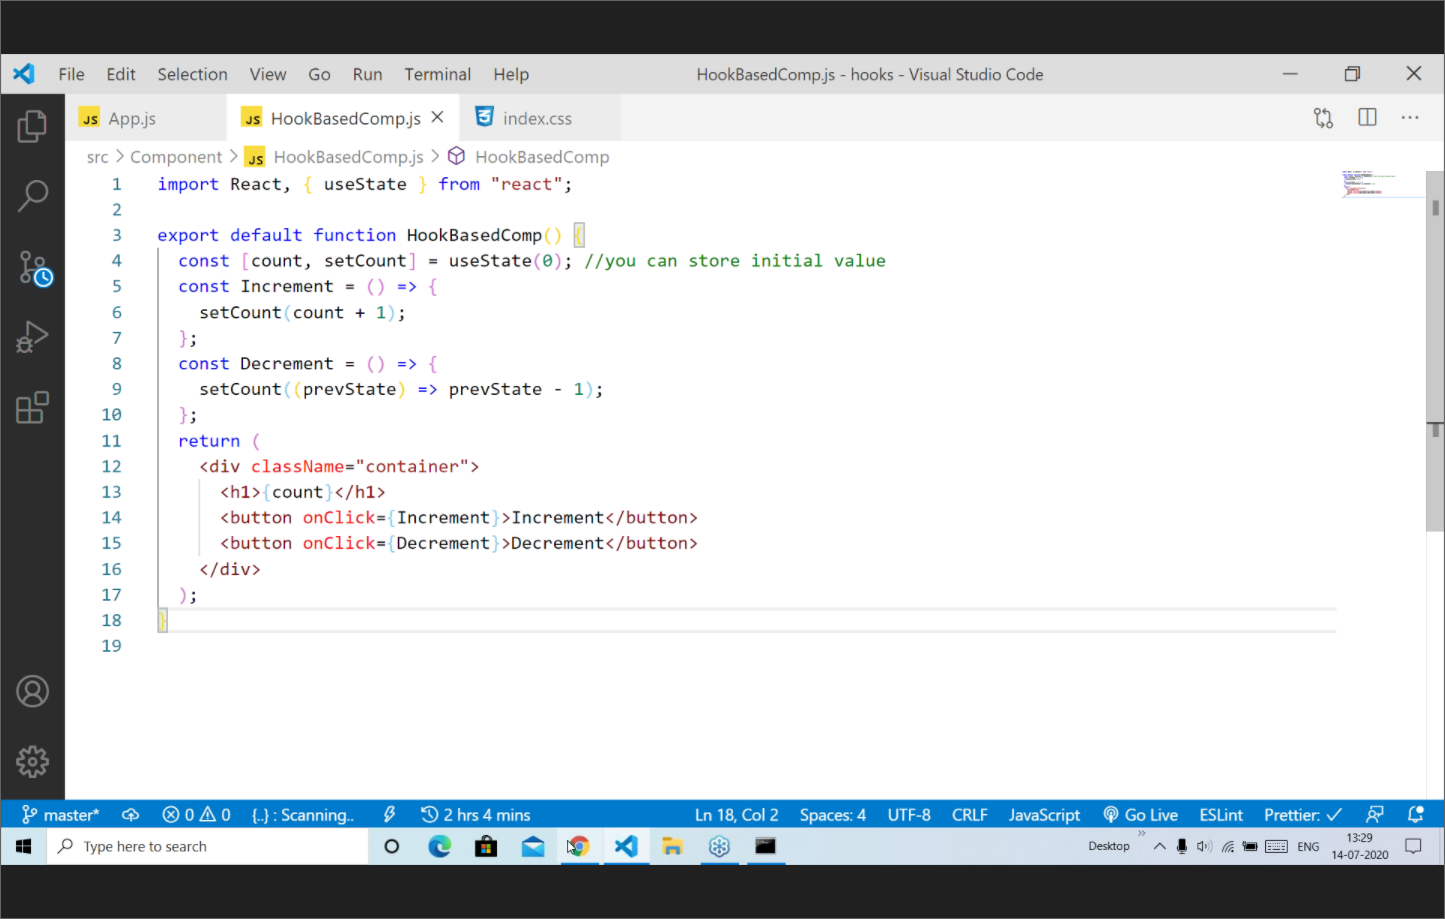 File Edit Selection View Go Run Terminal Help HookBasedComp.js - hooks - Visual Studio Code
JS App.js JS HookBasedComp.js index.css
src > Component > JS HookBasedComp.js > HookBasedComp
1 import React, { useState } from "react";
2
3 export default function HookBasedComp() {
4 const [count, setCount] = useState(0); //you can store initial value
5 const Increment = () => {
6 setCount(count + 1);
7 };
8 const Decrement = () => {
9 setCount((prevState) => prevState - 1);
10 };
11 return (
12 <div className="container">
13 <h1>{count}</h1>
14 <button onClick={Increment}>Increment</button>
15 <button onClick={Decrement}>Decrement</button>
16 </div>
17 );
18 }
19
master* 0 0 {..} : Scanning.. 2 hrs 4 mins Ln 18, Col 2 Spaces: 4 UTF-8 CRLF JavaScript Go Live ESLint Prettier: ✓
Type here to search Desktop ENG 13:29
14-07-2020